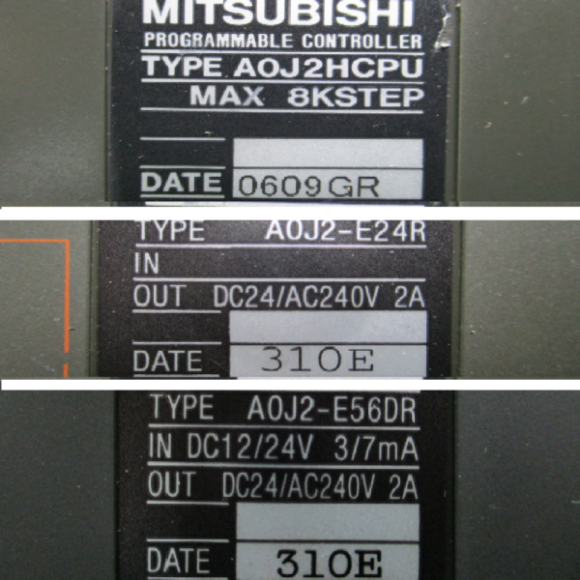 MITSUBISHI
PROGRAMMABLE CONTROLLER
TYPE A0J2HCPU
MAX 8KSTEP
DATE 0609GR
TYPE A0J2-E24R
IN
OUT DC24/AC240V 2A
DATE 310E
TYPE A0J2-E56DR
IN DC12/24V 3/7mA
OUT DC24/AC240V 2A
DATE 310E